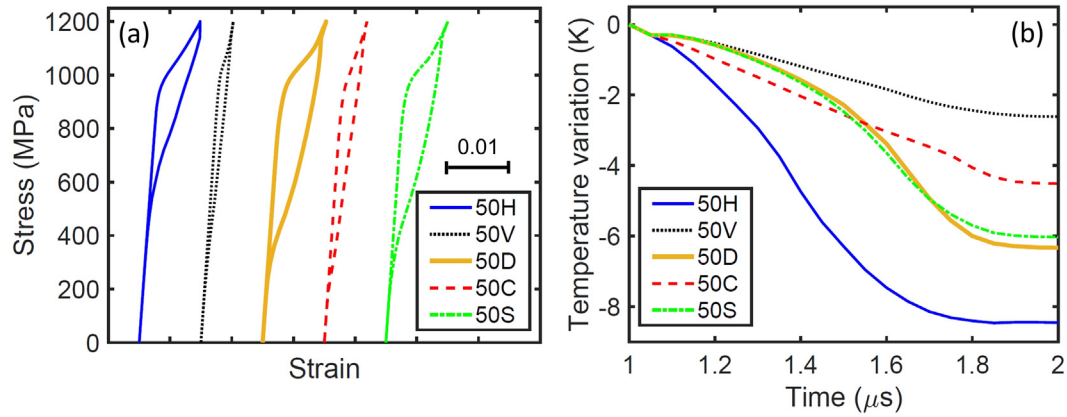 (a)
Stress (MPa)
1200
1000
800
600
400
200
0
0.01
50H
50V
50D
50C
50S
Strain
(b)
Temperature variation (K)
0
-2
-4
-6
-8
50H
50V
50D
50C
50S
1
1.2
1.4
1.6
1.8
2
Time (μs)